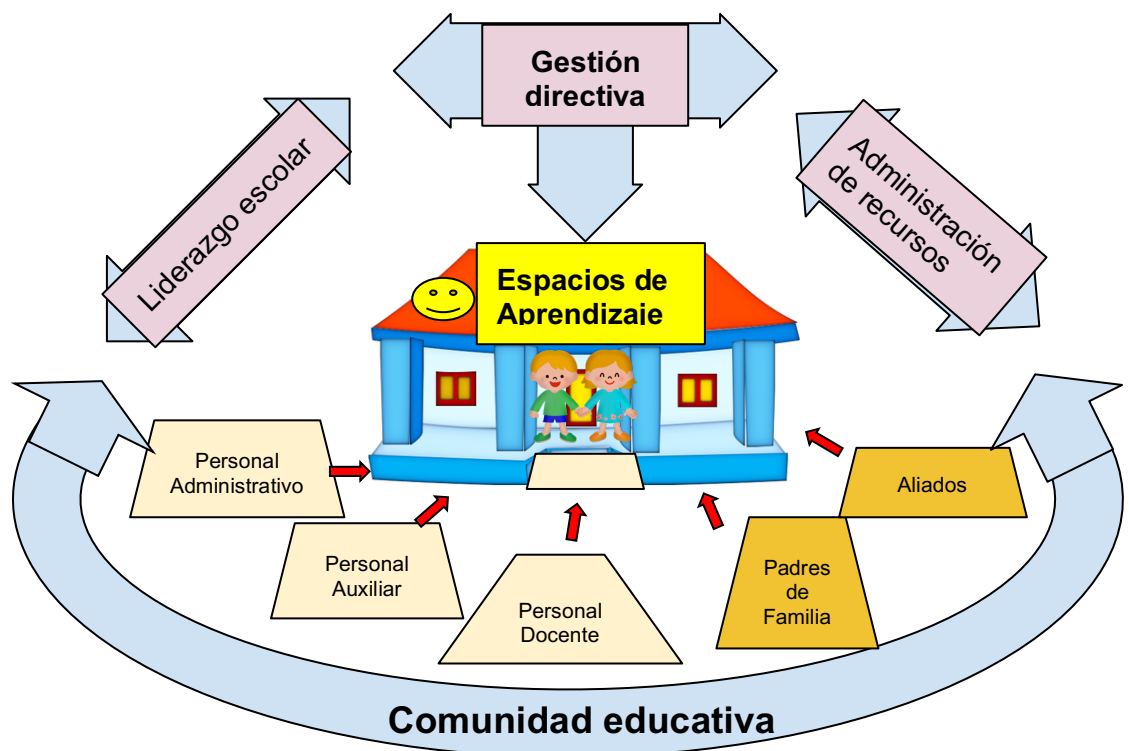 Gestión
directiva
Liderazgo escolar
Administración
de recursos
Espacios de
Aprendizaje
Personal
Administrativo
Aliados
Personal
Auxiliar
Padres
de
Familia
Personal
Docente
Comunidad educativa